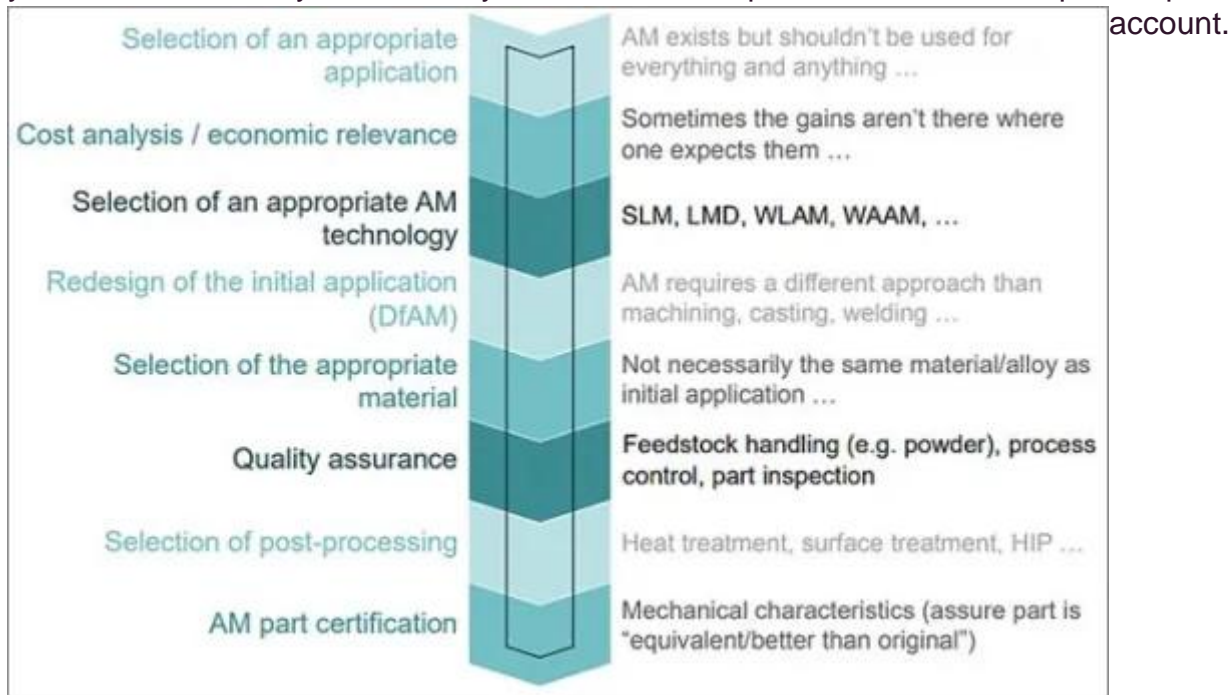 account.
Selection of an appropriate
application
AM exists but shouldn't be used for
everything and anything ...
Cost analysis / economic relevance
Sometimes the gains aren't there where
one expects them ...
Selection of an appropriate AM
technology
SLM, LMD, WLAM, WAAM, ...
Redesign of the initial application
(DfAM)
AM requires a different approach than
machining, casting, welding ...
Selection of the appropriate
material
Not necessarily the same material/alloy as
initial application ...
Quality assurance
Feedstock handling (e.g. powder), process
control, part inspection
Selection of post-processing
Heat treatment, surface treatment, HIP ...
AM part certification
Mechanical characteristics (assure part is
"equivalent/better than original")